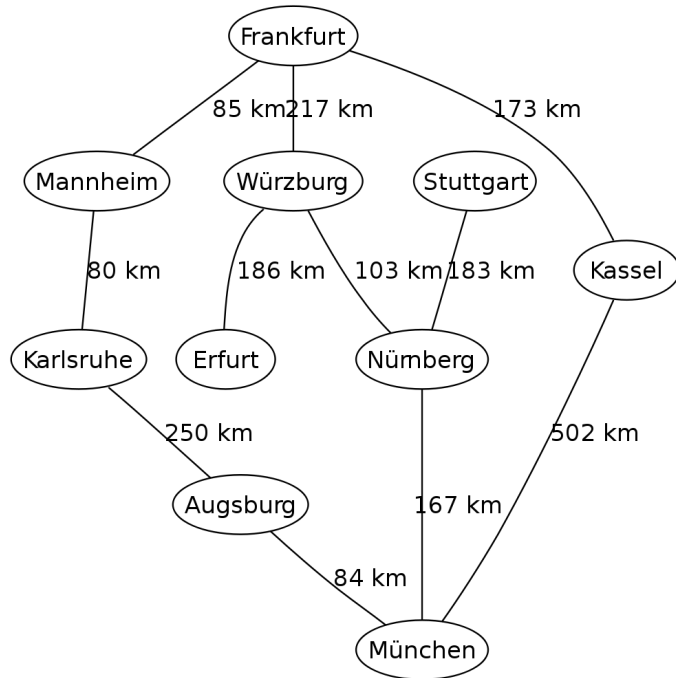 Frankfurt
85 km
217 km
173 km
Mannheim
Würzburg
Stuttgart
80 km
186 km
103 km
183 km
Kassel
Karlsruhe
Erfurt
Nürnberg
250 km
502 km
Augsburg
167 km
84 km
München